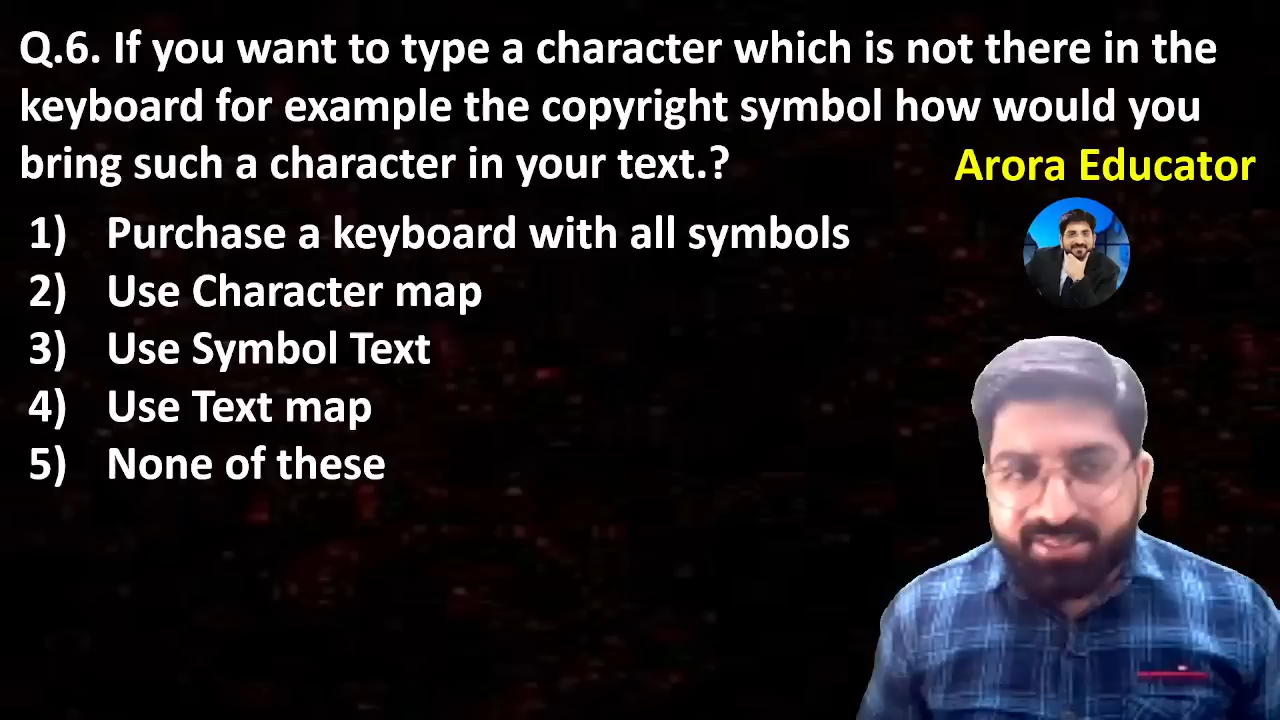 Q.6. If you want to type a character which is not there in the
keyboard for example the copyright symbol how would you
bring such a character in your text.?
Arora Educator
1) Purchase a keyboard with all symbols
2) Use Character map
3) Use Symbol Text
4) Use Text map
5) None of these